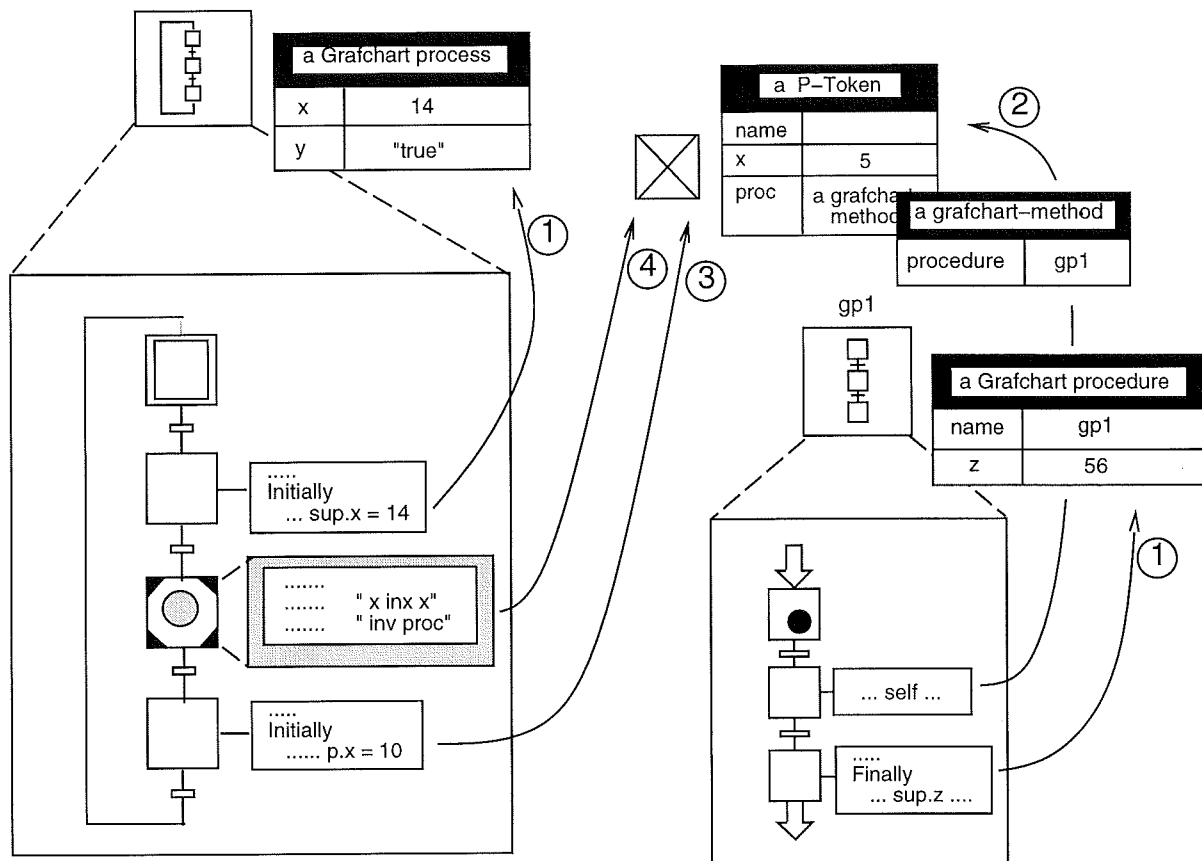 a Grafchart process
x 14
y "true"
a P-Token
name
x 5
proc a grafchart
method
2
a grafchart-method
procedure gp1
1
4
3
gp1
a Grafchart procedure
name gp1
z 56
.....
Initially
... sup.x = 14
.......
....... " x inx x"
....... " inv proc"
.....
Initially
...... p.x = 10
1
... self ...
.....
Finally
... sup.z ....